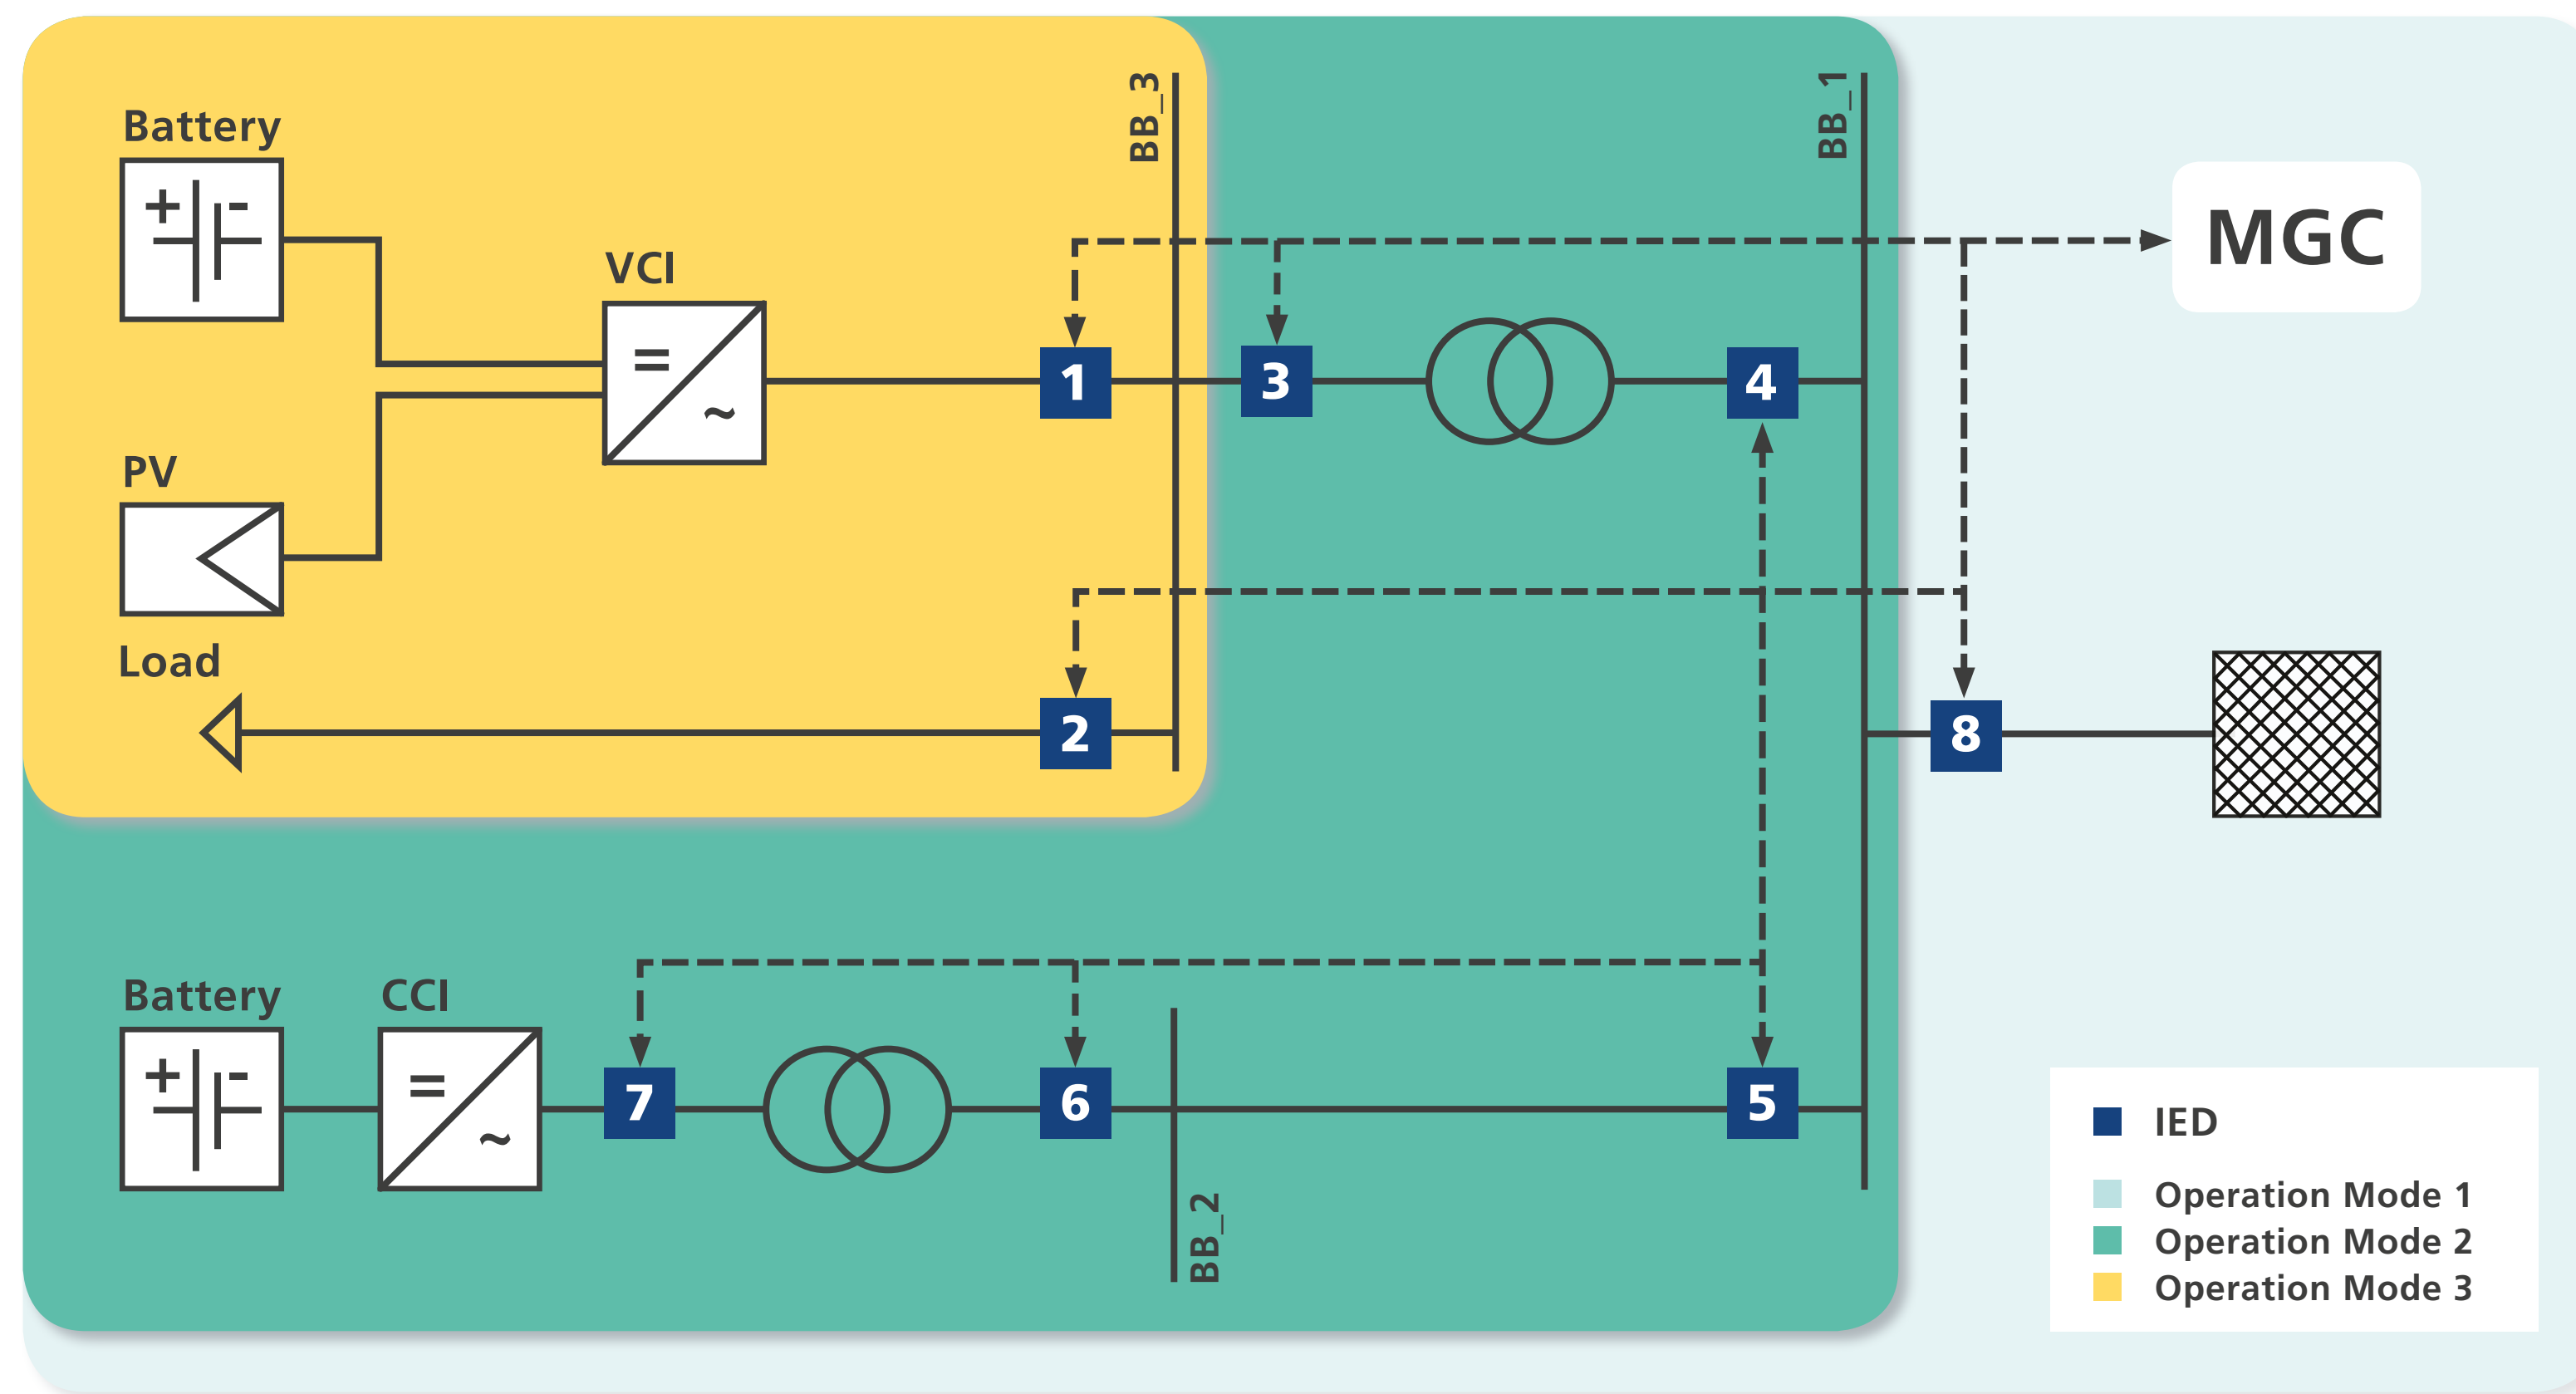 BB_3
BB_1
Battery
+ -
MGC
VCI
=
~
1
3
4
PV
Load
2
8
Battery
CCI
+ -
=
~
7
6
5
BB_2
IED
Operation Mode 1
Operation Mode 2
Operation Mode 3